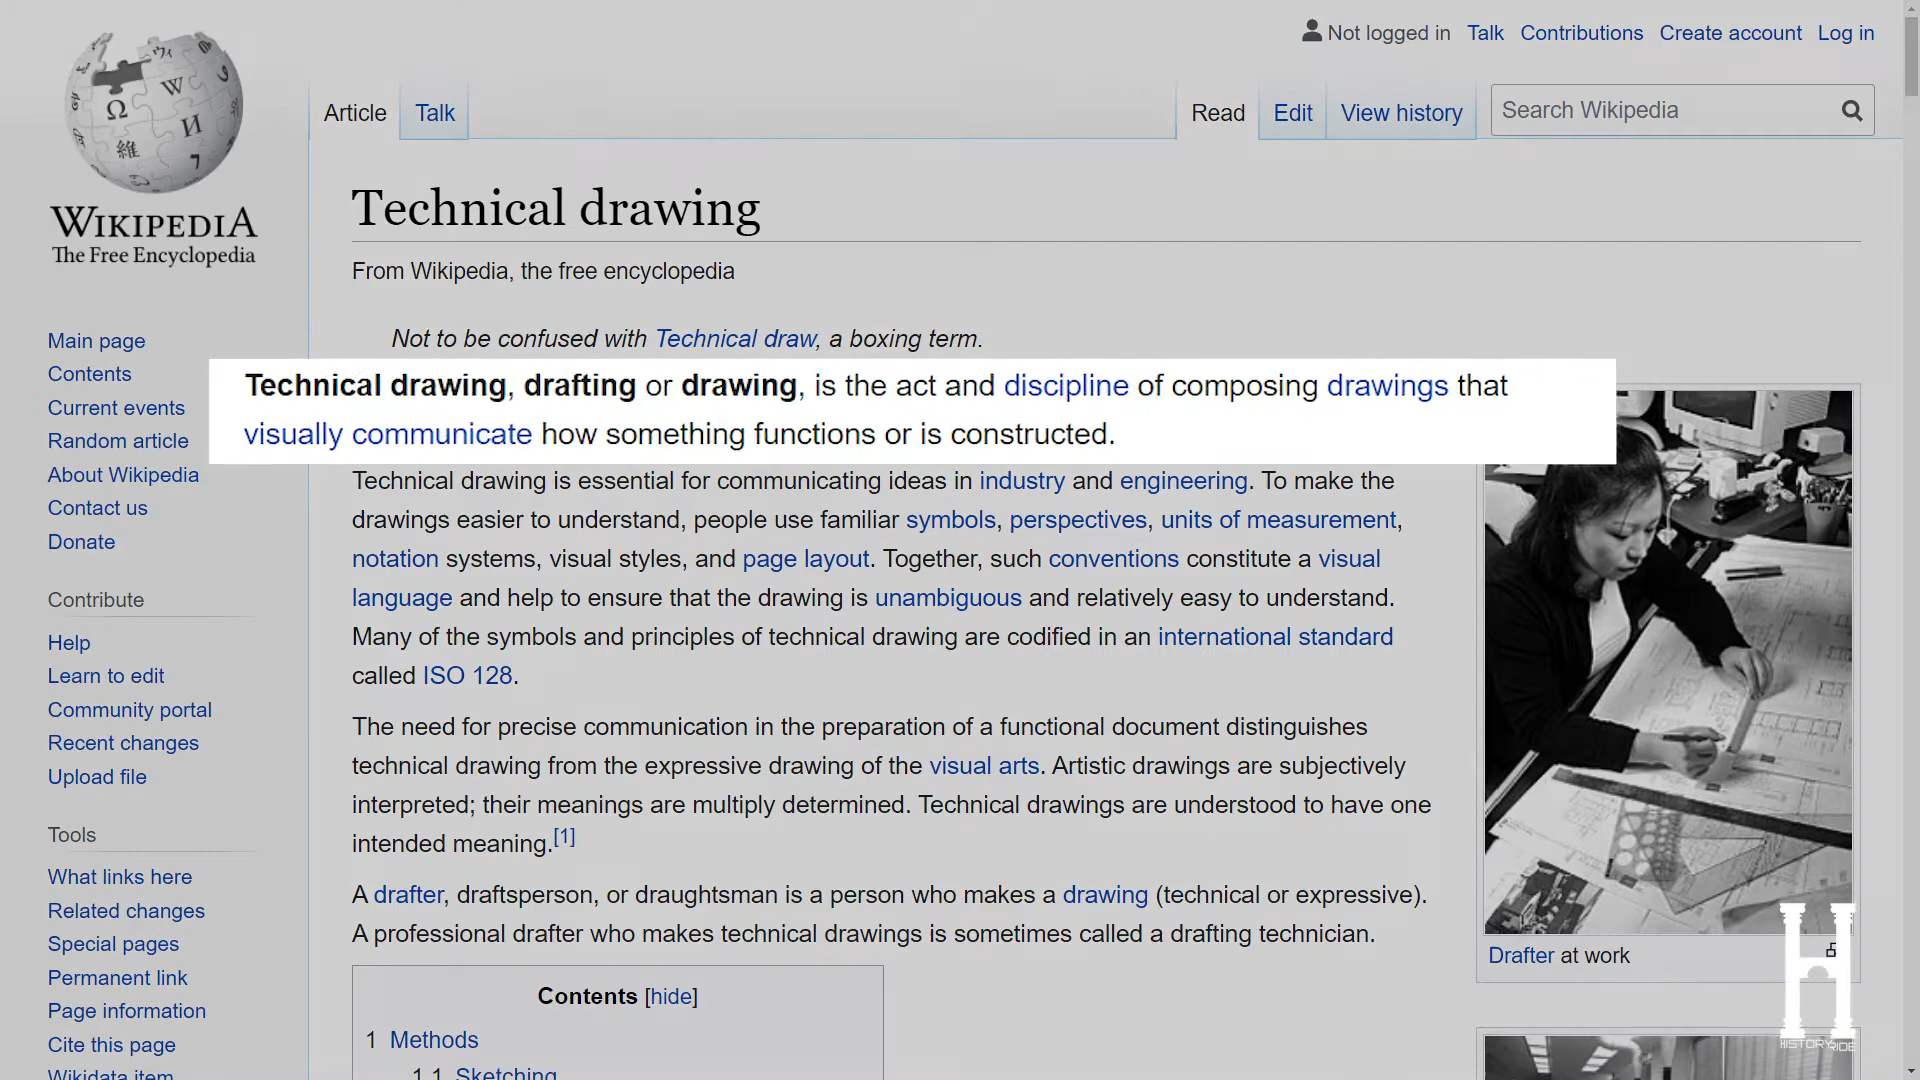 Not logged in Talk Contributions Create account Log in
Article Talk Read Edit View history Search Wikipedia
WIKIPEDIA
The Free Encyclopedia
Main page
Contents
Current events
Random article
About Wikipedia
Contact us
Donate
Contribute
Help
Learn to edit
Community portal
Recent changes
Upload file
Tools
What links here
Related changes
Special pages
Permanent link
Page information
Cite this page
Wikidata item
Technical drawing
From Wikipedia, the free encyclopedia
Not to be confused with Technical draw, a boxing term.
Technical drawing, drafting or drawing, is the act and discipline of composing drawings that
visually communicate how something functions or is constructed.
Technical drawing is essential for communicating ideas in industry and engineering. To make the
drawings easier to understand, people use familiar symbols, perspectives, units of measurement,
notation systems, visual styles, and page layout. Together, such conventions constitute a visual
language and help to ensure that the drawing is unambiguous and relatively easy to understand.
Many of the symbols and principles of technical drawing are codified in an international standard
called ISO 128.
The need for precise communication in the preparation of a functional document distinguishes
technical drawing from the expressive drawing of the visual arts. Artistic drawings are subjectively
interpreted; their meanings are multiply determined. Technical drawings are understood to have one
intended meaning.[1]
A drafter, draftsperson, or draughtsman is a person who makes a drawing (technical or expressive).
A professional drafter who makes technical drawings is sometimes called a drafting technician.
Contents [hide]
1 Methods
1.1 Sketching
Drafter at work
HISTORY RIDE